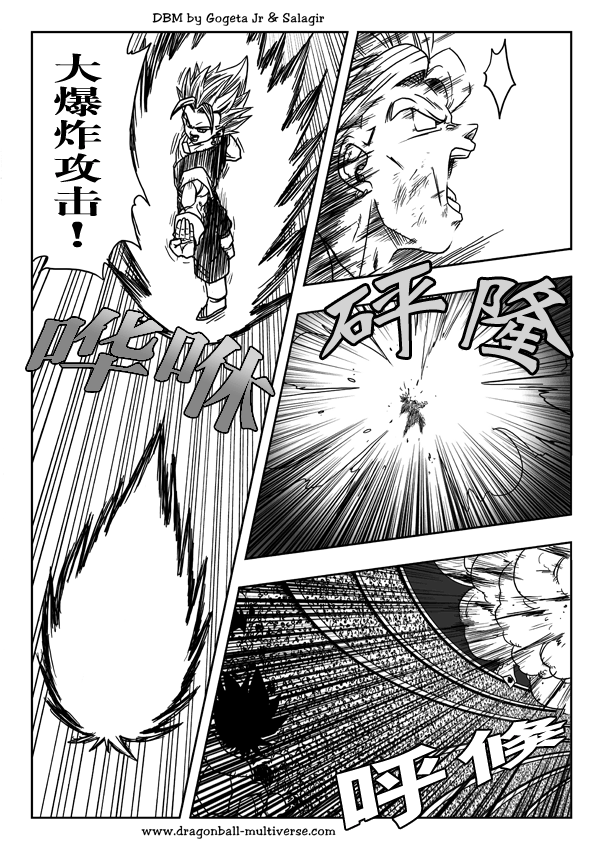 DBM by Gogeta Jr & Salagir
大爆炸攻击！
哗咻
砰隆
呼倏
www.dragonball-multiverse.com